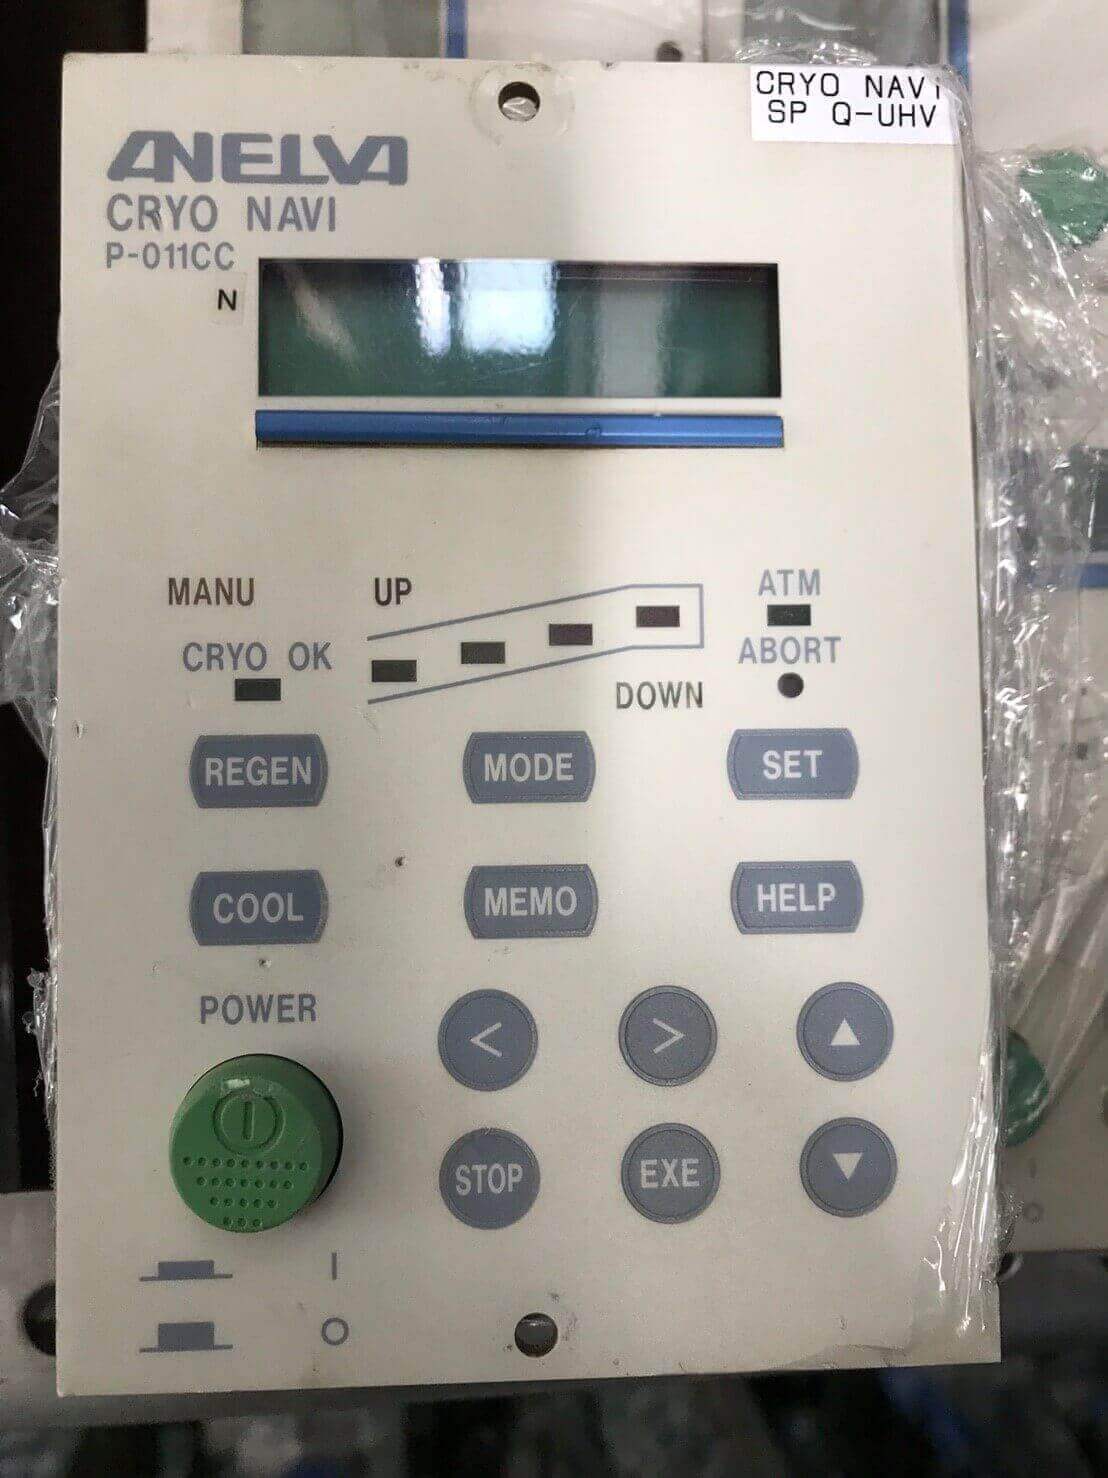 CRYO NAVI
SP Q-UHV
ANELVA
CRYO NAVI
P-011CC
N
MANU
UP
ATM
CRYO OK
ABORT
DOWN
REGEN
MODE
SET
COOL
MEMO
HELP
POWER
<
>
▲
STOP
EXE
▼
I
O